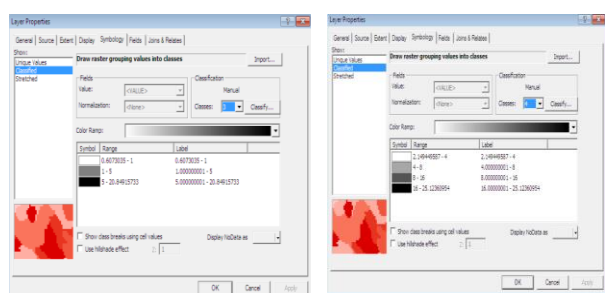 Layer Properties
General Source Extent Display Symbology Fields Joins & Relates
Show:
Unique Values
Classified
Stretched
Draw raster grouping values into classes
Import...
Fields
Value: <VALUE>
Normalization: <None>
Classification
Manual
Classes: 3 Classify...
Color Ramp:
Symbol Range Label
0.6073035 - 1 0.6073035 - 1
1 - 5 1.000000001 - 5
5 - 20.84915733 5.000000001 - 20.84915733
Show class breaks using cell values
Display NoData as
Use hillshade effect Z: 1
OK Cancel Apply
Layer Properties
General Source Extent Display Symbology Fields Joins & Relates
Show:
Unique Values
Classified
Stretched
Draw raster grouping values into classes
Import...
Fields
Value: <VALUE>
Normalization: <None>
Classification
Manual
Classes: 4 Classify...
Color Ramp:
Symbol Range Label
2.149449587 - 4 2.149449587 - 4
4 - 8 4.000000001 - 8
8 - 16 8.00000001 - 16
16 - 25.12360954 16.00000001 - 25.12360954
Show class breaks using cell values
Display NoData as
Use hillshade effect Z: 1
OK Cancel Apply